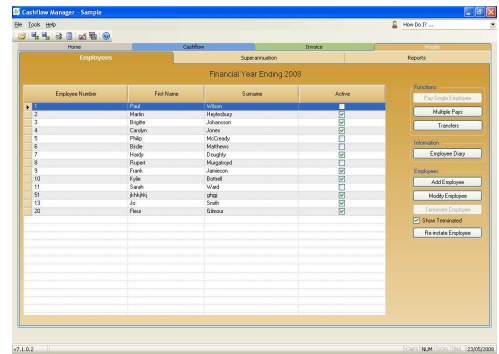 Cashflow Manager - Sample
File Tools Help
How Do I? ...
Home Cashflow Invoice Wages
Employees Superannuation Reports
Financial Year Ending 2008
Employee Number First Name Surname Active
1 Paul Wilson
2 Martin Heytesbury
3 Brigitte Johansson
4 Carolyn Jones
5 Philip McCready
6 Birdie Matthews
7 Hardy Doughty
8 Rupert Murgatroyd
9 Frank Jamieson
10 Kylie Bottrell
11 Sarah Ward
51
13 Jo Smith
20 Fleur Gilmour
Functions
Pay Single Employee
Multiple Pays
Transfers
Information
Employee Diary
Employees
Add Employee
Modify Employee
Terminate Employee
Show Terminated
Re-instate Employee
v7.1.0.2 CAPS NUM SCRL INS 23/05/2008